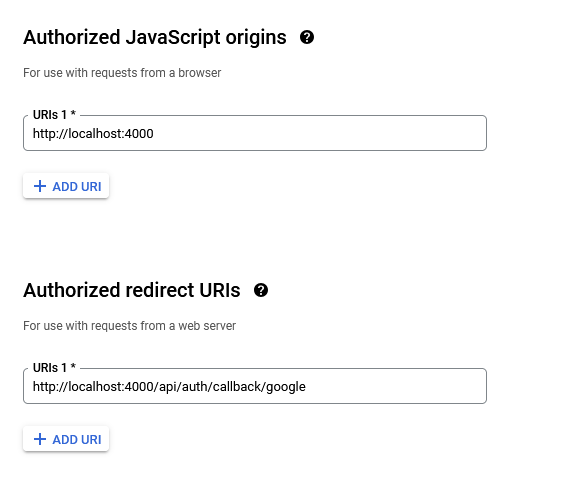 Authorized JavaScript origins
For use with requests from a browser
URIs 1 *
http://localhost:4000
ADD URI
Authorized redirect URIs
For use with requests from a web server
URIs 1 *
http://localhost:4000/api/auth/callback/google
ADD URI